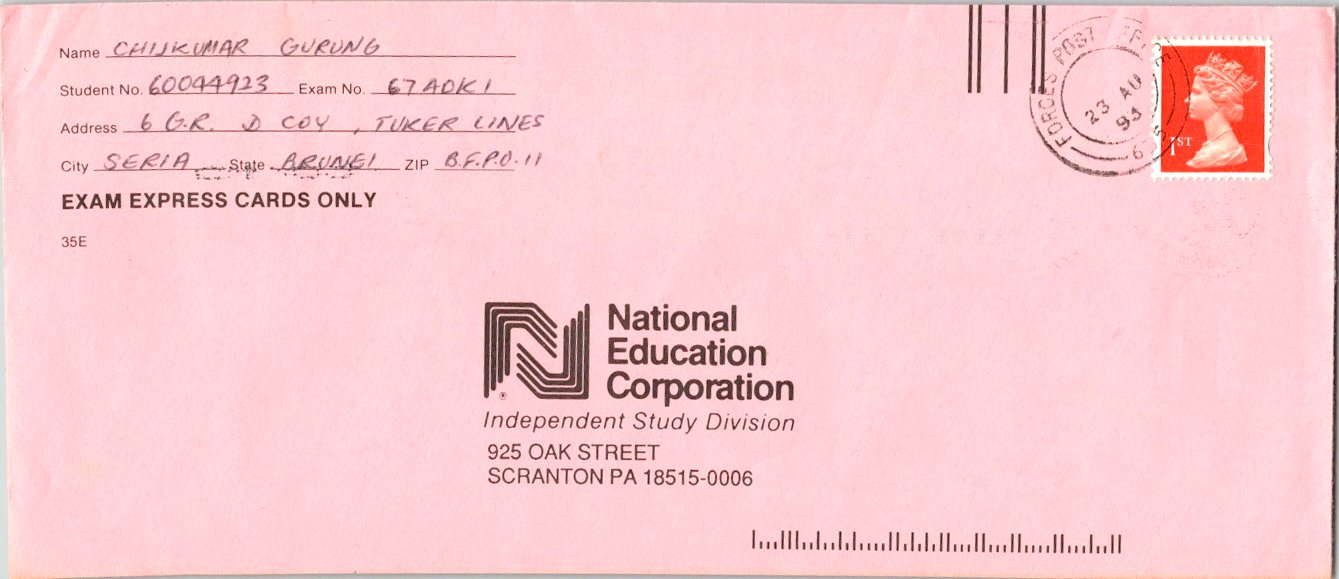 Name CHIJKUMAR GURUNG
Student No. 60044923 Exam No. 67A0K1
Address 6 G.R. D COY, TUKER LINES
City SERIA State BRUNEI ZIP B.F.P.O. 11
EXAM EXPRESS CARDS ONLY
35E
FORCES POST OFFICE
23 AU
93
1ST
National
Education
Corporation
®
Independent Study Division
925 OAK STREET
SCRANTON PA 18515-0006